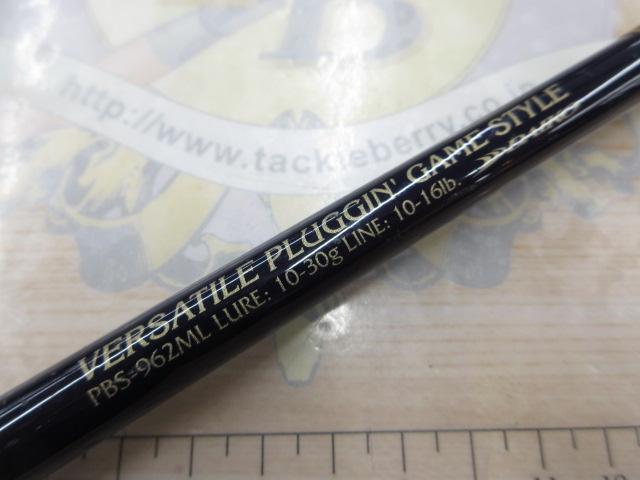 http://www.tackleberry.co.jp
VERSATILE PLUGGIN' GAME STYLE
PBS-962ML LURE: 10-30g LINE: 10-16lb.